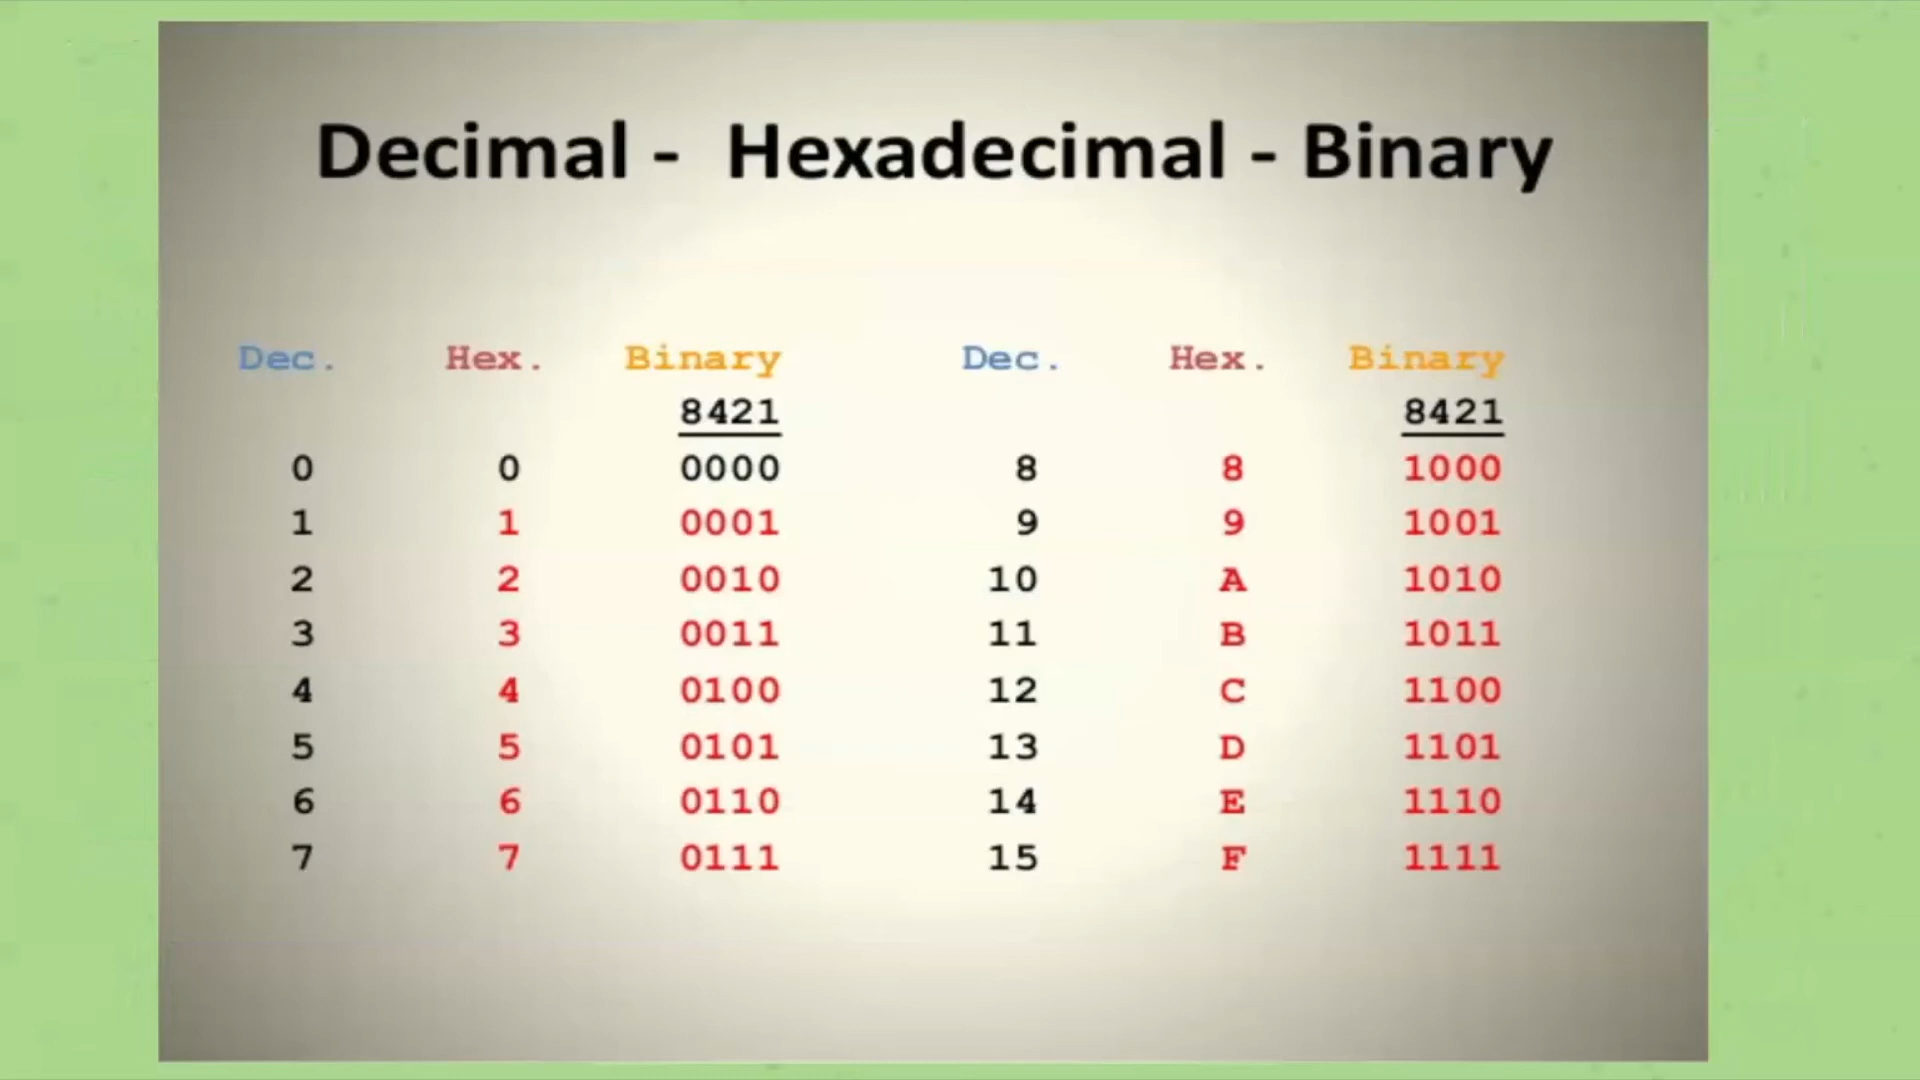 Decimal - Hexadecimal - Binary
Dec. Hex. Binary Dec. Hex. Binary
8421 8421
0 0 0000 8 8 1000
1 1 0001 9 9 1001
2 2 0010 10 A 1010
3 3 0011 11 B 1011
4 4 0100 12 C 1100
5 5 0101 13 D 1101
6 6 0110 14 E 1110
7 7 0111 15 F 1111